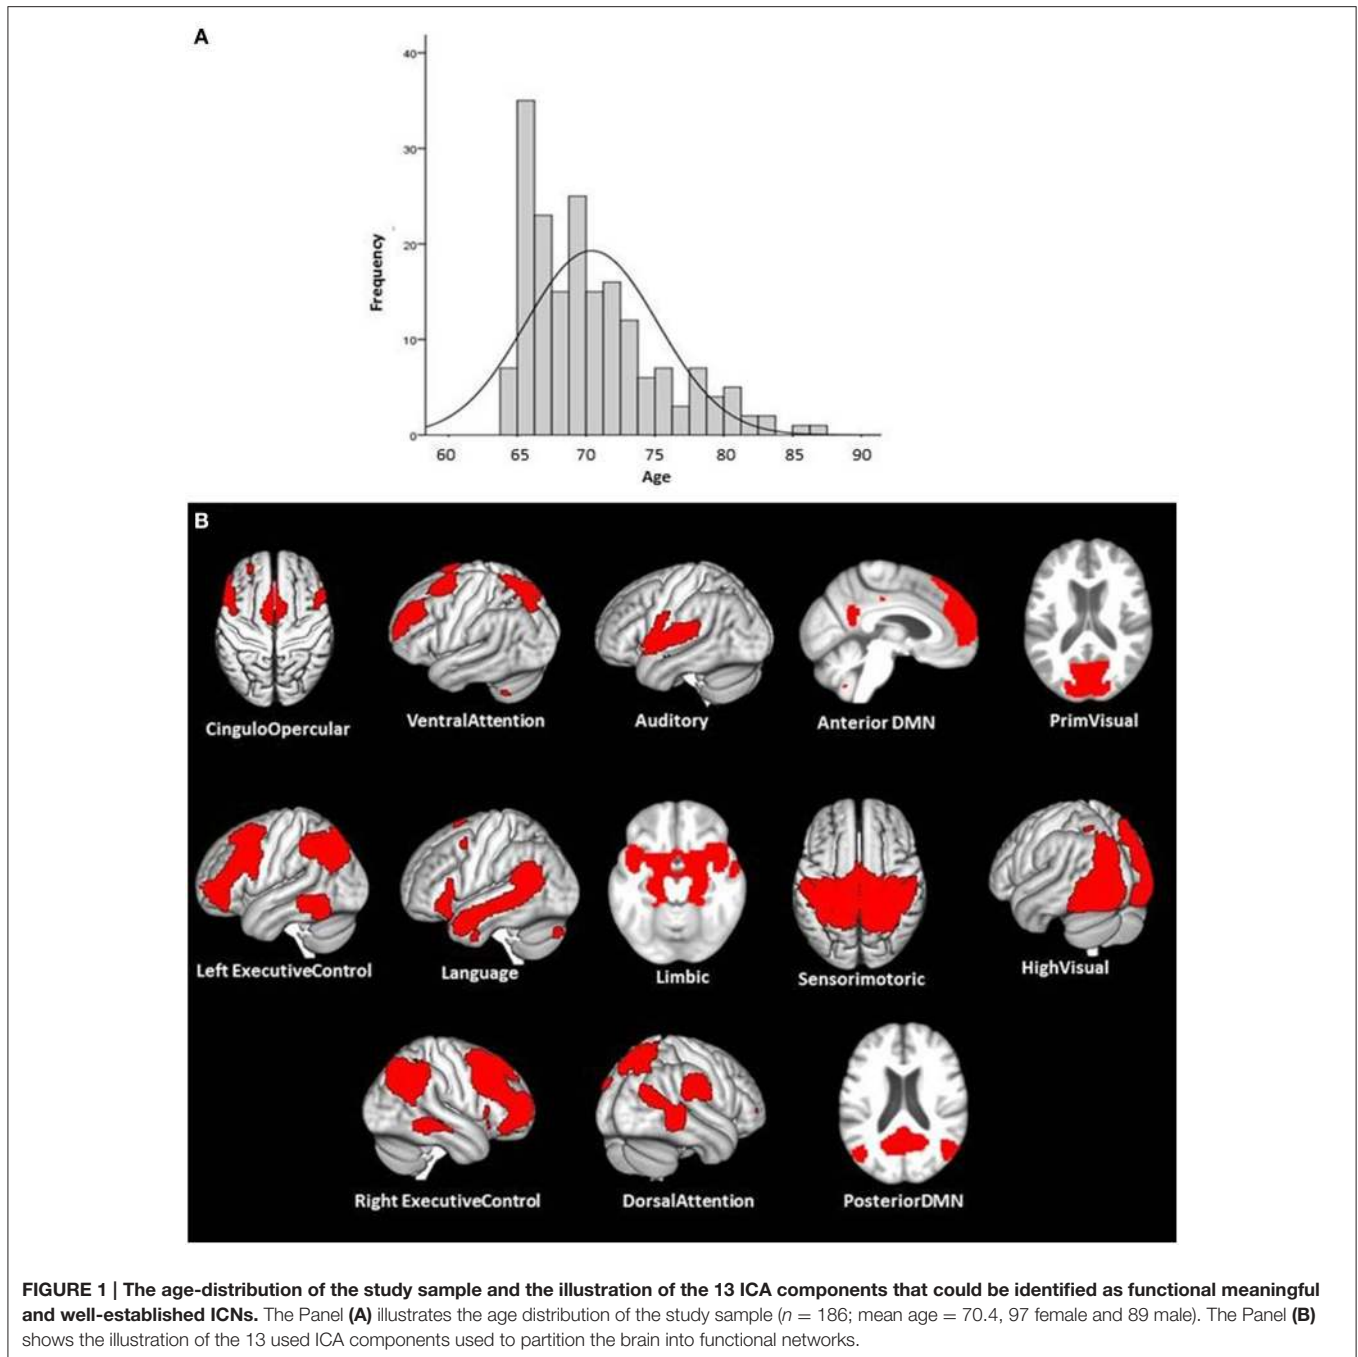 A
40
30
20
10
0
Frequency
60 65 70 75 80 85 90
Age
B
CinguloOpercular VentralAttention Auditory Anterior DMN PrimVisual
Left ExecutiveControl Language Limbic Sensorimotoric HighVisual
Right ExecutiveControl DorsalAttention PosteriorDMN
FIGURE 1 | The age-distribution of the study sample and the illustration of the 13 ICA components that could be identified as functional meaningful
and well-established ICNs. The Panel (A) illustrates the age distribution of the study sample (n = 186; mean age = 70.4, 97 female and 89 male). The Panel (B)
shows the illustration of the 13 used ICA components used to partition the brain into functional networks.